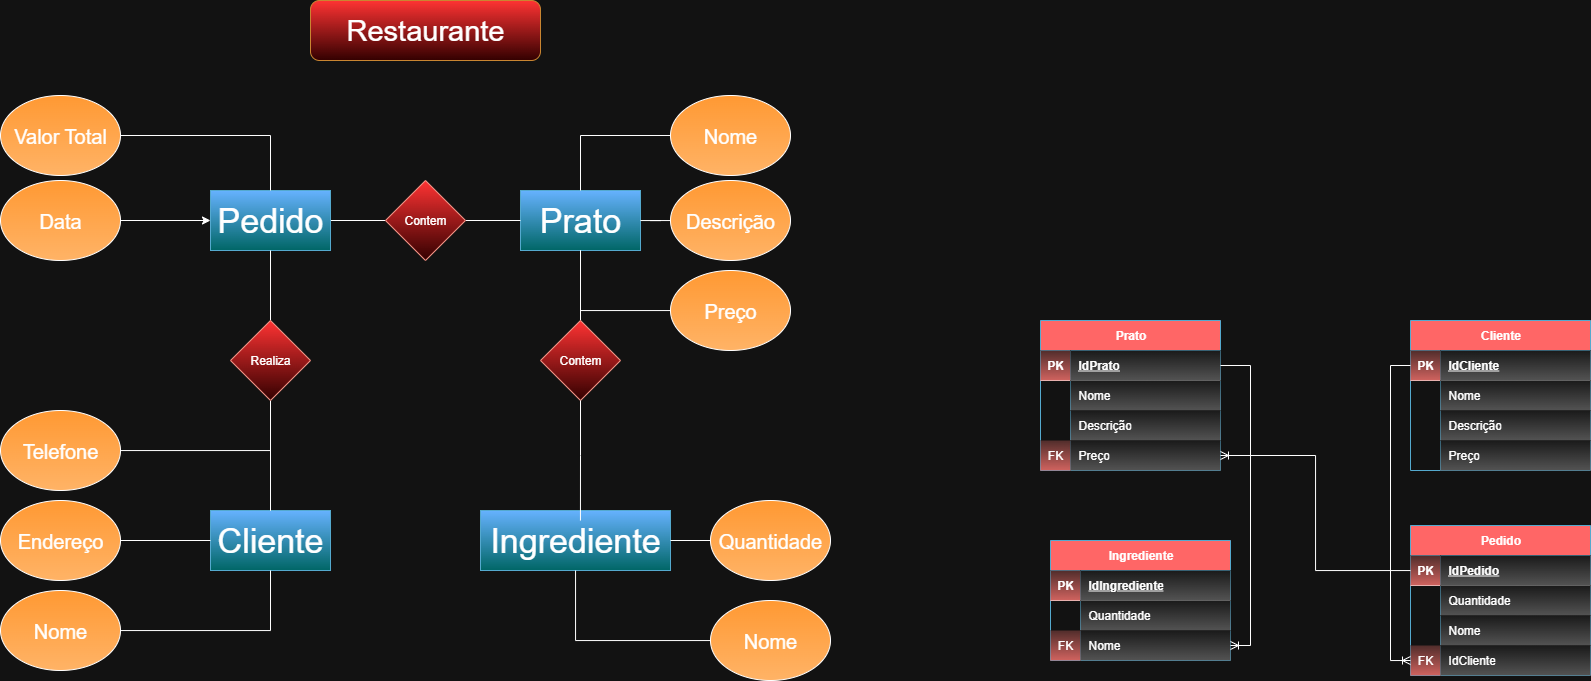 Restaurante
Valor Total
Nome
Data
Pedido
Contem
Prato
Descrição
Preço
Realiza
Contem
Telefone
Endereço
Cliente
Ingrediente
Quantidade
Nome
Nome
Prato
PK IdPrato
Nome
Descrição
FK Preço
Cliente
PK IdCliente
Nome
Descrição
Preço
Ingrediente
PK IdIngrediente
Quantidade
FK Nome
Pedido
PK IdPedido
Quantidade
Nome
FK IdCliente